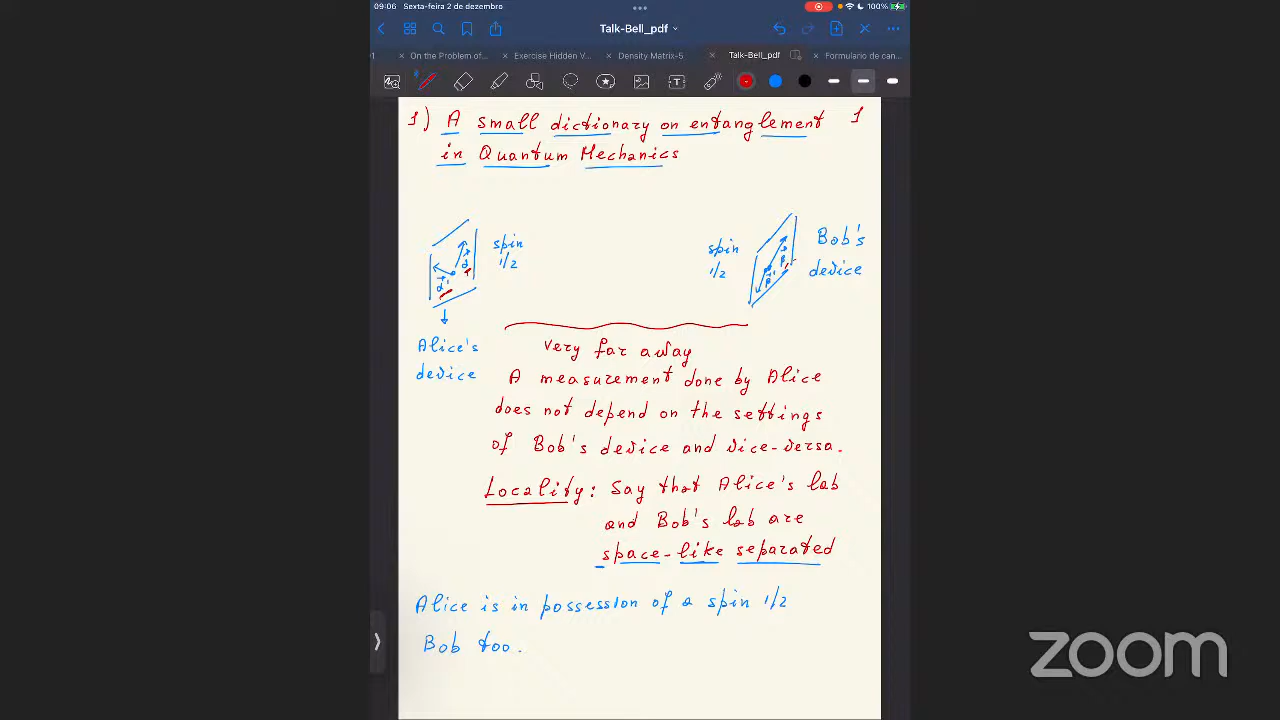 09:06 Sexta-feira 2 de dezembro
100%
Talk-Bell_pdf
On the Problem of...
Exercise Hidden V...
Density Matrix-5
Talk-Bell_pdf
Formulario de can...
1) A small dictionary on entanglement 1
in Quantum Mechanics
spin
1/2
α
α'
Alice's
device
spin
1/2
β
β'
Bob's
device
very far away
A measurement done by Alice
does not depend on the settings
of Bob's device and vice-versa.
Locality: Say that Alice's lab
and Bob's lab are
space-like separated
Alice is in possession of a spin 1/2
Bob too.
zoom